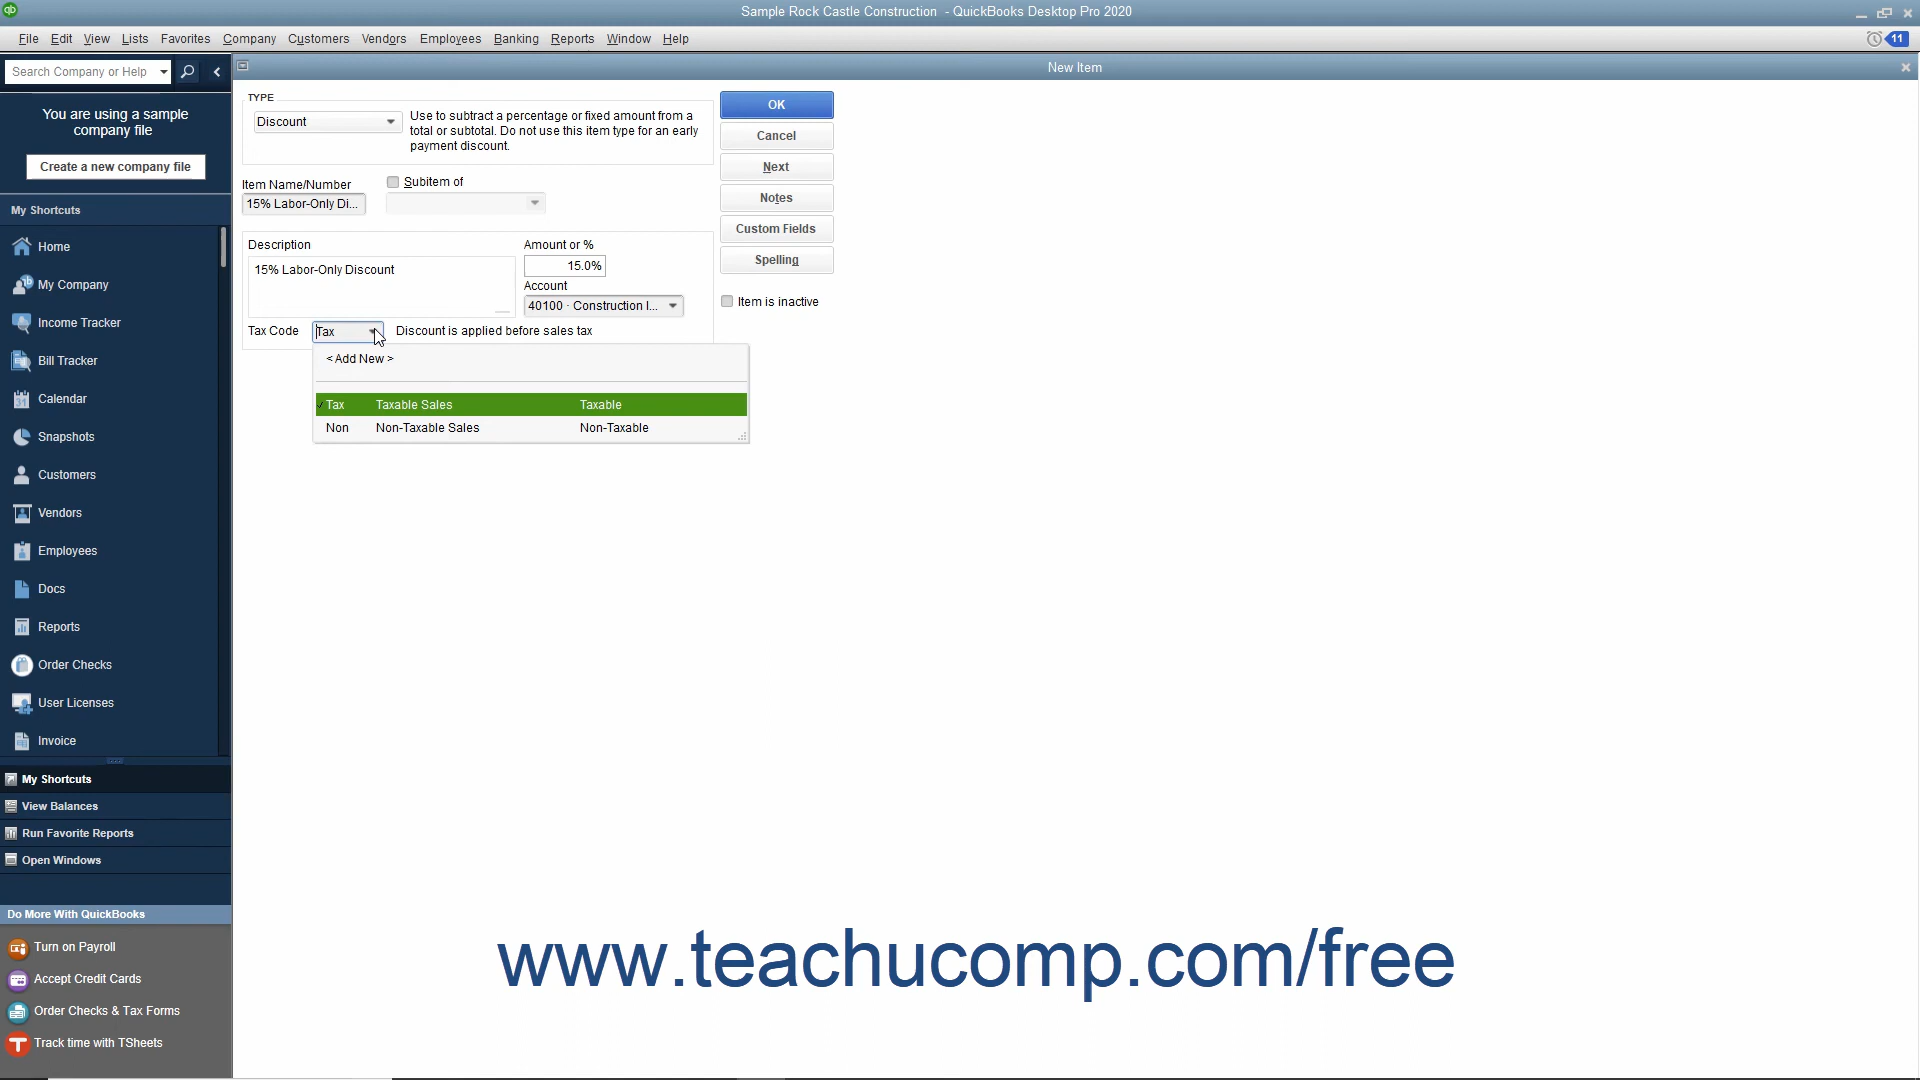 Sample Rock Castle Construction - QuickBooks Desktop Pro 2020
File Edit View Lists Favorites Company Customers Vendors Employees Banking Reports Window Help
11
Search Company or Help
New Item
You are using a sample
company file
Create a new company file
My Shortcuts
Home
My Company
Income Tracker
Bill Tracker
Calendar
Snapshots
Customers
Vendors
Employees
Docs
Reports
Order Checks
User Licenses
Invoice
My Shortcuts
View Balances
Run Favorite Reports
Open Windows
Do More With QuickBooks
Turn on Payroll
Accept Credit Cards
Order Checks & Tax Forms
Track time with TSheets
TYPE
Discount
Use to subtract a percentage or fixed amount from a
total or subtotal. Do not use this item type for an early
payment discount.
Item Name/Number
Subitem of
15% Labor-Only Di...
Description
Amount or %
15% Labor-Only Discount
15.0%
Account
40100 · Construction I...
Tax Code
Tax
Discount is applied before sales tax
< Add New >
Tax Taxable Sales Taxable
Non Non-Taxable Sales Non-Taxable
OK
Cancel
Next
Notes
Custom Fields
Spelling
Item is inactive
www.teachucomp.com/free